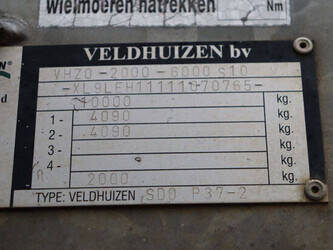 Wielmoeren natrekken Nm
VELDHUIZEN bv
VHZ0-2000-6000 S10
-XL9LFH11111070765-
10000 kg.
1- 4090 kg.
2- 4090 kg.
3- kg.
4- kg.
2000 kg.
TYPE: VELDHUIZEN SDO P37-2